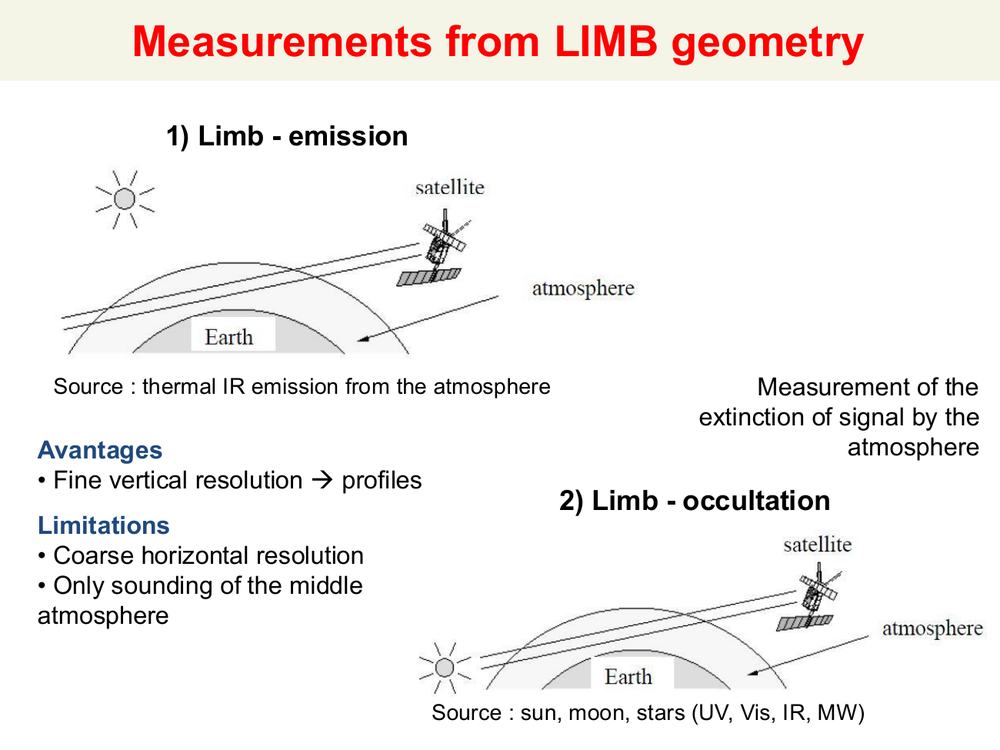 Measurements from LIMB geometry
1) Limb - emission
satellite
atmosphere
Earth
Source : thermal IR emission from the atmosphere
Avantages
• Fine vertical resolution → profiles
Limitations
• Coarse horizontal resolution
• Only sounding of the middle
atmosphere
Measurement of the
extinction of signal by the
atmosphere
2) Limb - occultation
satellite
atmosphere
Earth
Source : sun, moon, stars (UV, Vis, IR, MW)